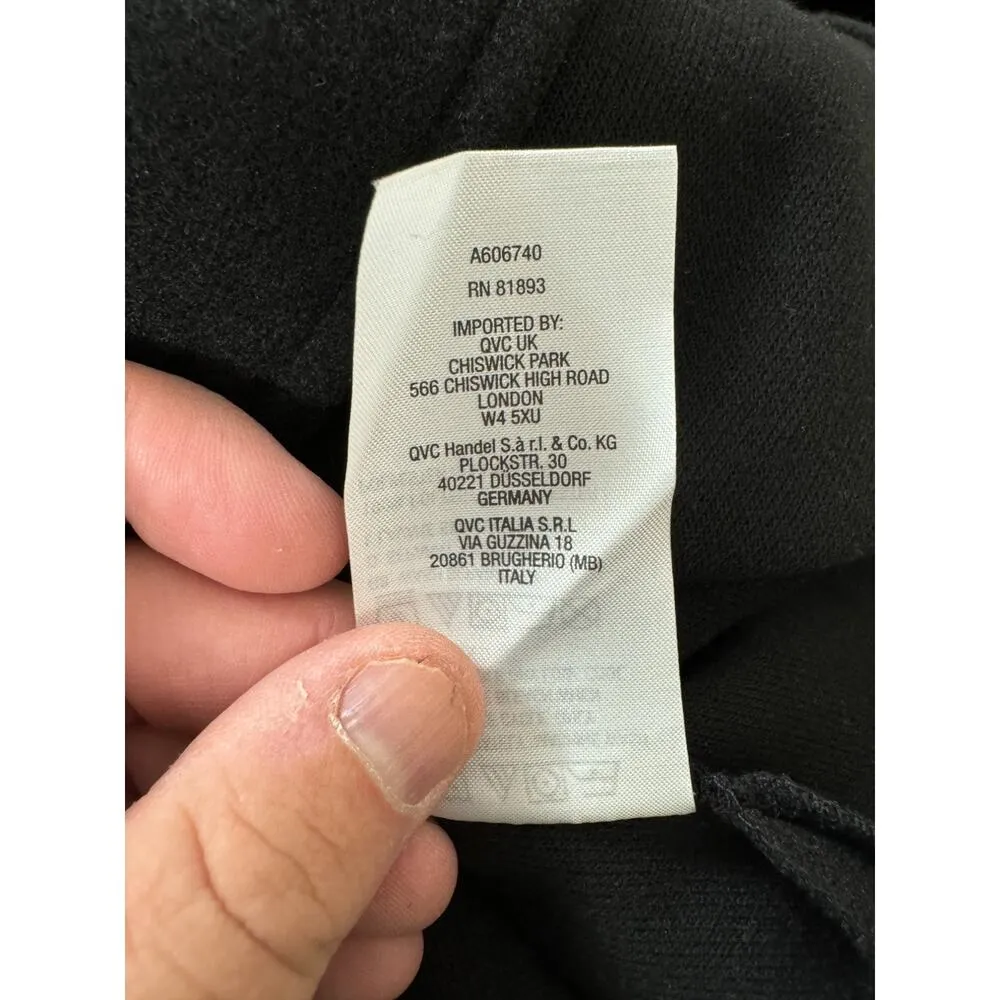 A606740
RN 81893
IMPORTED BY:
QVC UK
CHISWICK PARK
566 CHISWICK HIGH ROAD
LONDON
W4 5XU
QVC Handel S.à r.l. & Co. KG
PLOCKSTR. 30
40221 DÜSSELDORF
GERMANY
QVC ITALIA S.R.L
VIA GUZZINA 18
20861 BRUGHERIO (MB)
ITALY